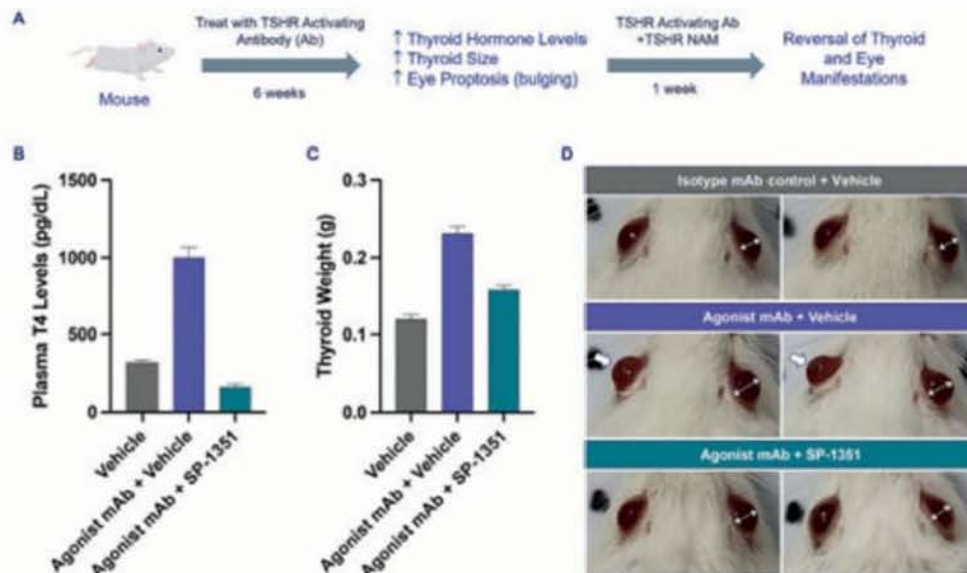 A
Treat with TSHR Activating
Antibody (Ab)
6 weeks
Mouse
↑ Thyroid Hormone Levels
↑ Thyroid Size
↑ Eye Proptosis (bulging)
TSHR Activating Ab
+TSHR NAM
1 week
Reversal of Thyroid
and Eye
Manifestations
B
Plasma T4 Levels (pg/dL)
1500
1000
500
0
Vehicle
Agonist mAb + Vehicle
Agonist mAb + SP-1351
C
Thyroid Weight (g)
0.3
0.2
0.1
0.0
Vehicle
Agonist mAb + Vehicle
Agonist mAb + SP-1351
D
Isotype mAb control + Vehicle
Agonist mAb + Vehicle
Agonist mAb + SP-1351